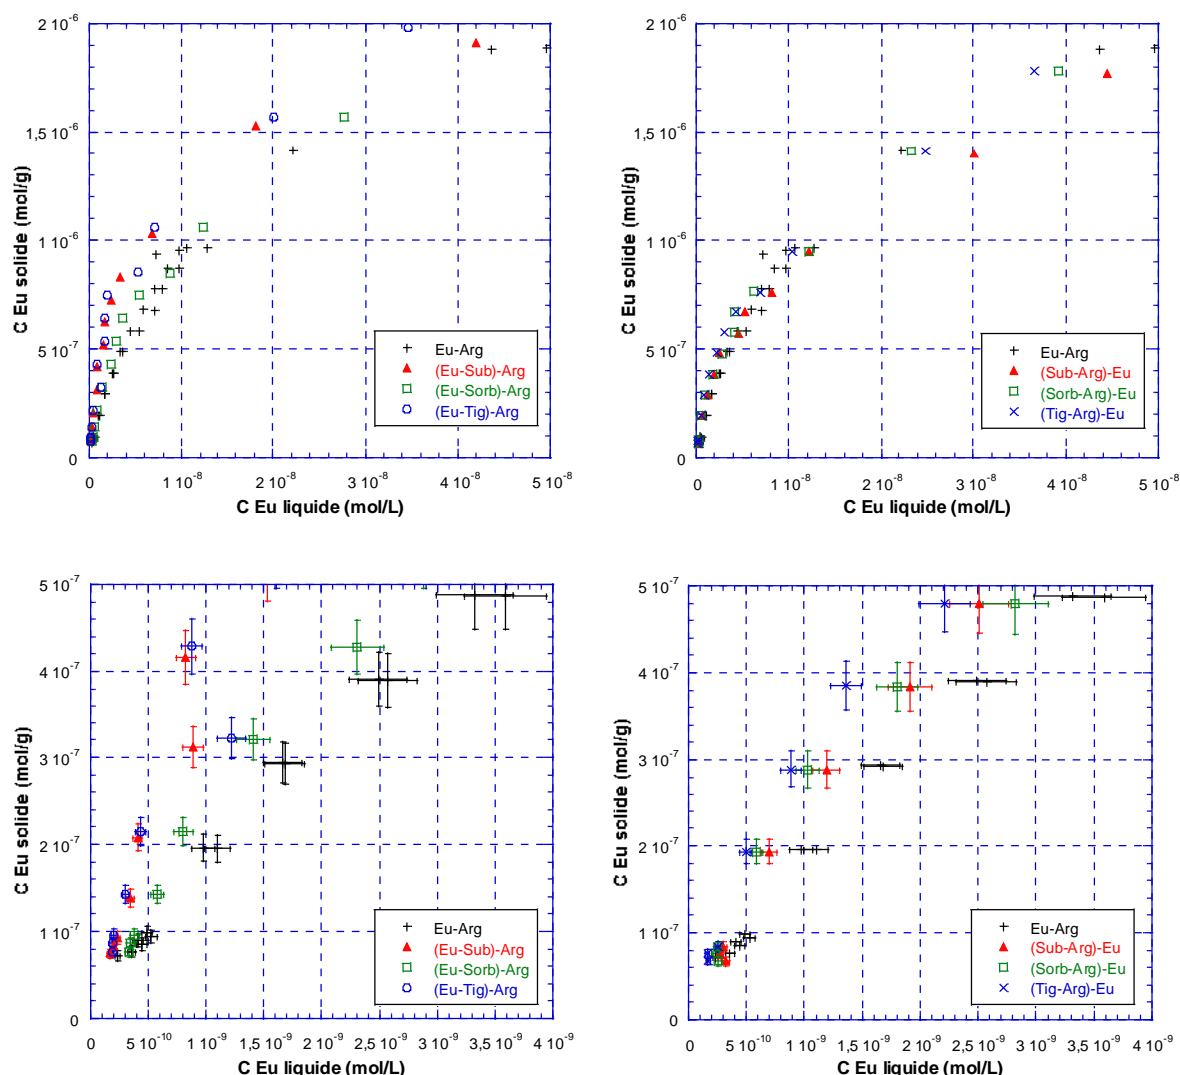 2 10-6
1,5 10-6
1 10-6
5 10-7
0
C Eu solide (mol/g)
0 1 10-8 2 10-8 3 10-8 4 10-8 5 10-8
C Eu liquide (mol/L)
Eu-Arg
(Eu-Sub)-Arg
(Eu-Sorb)-Arg
(Eu-Tig)-Arg
2 10-6
1,5 10-6
1 10-6
5 10-7
0
C Eu solide (mol/g)
0 1 10-8 2 10-8 3 10-8 4 10-8 5 10-8
C Eu liquide (mol/L)
Eu-Arg
(Sub-Arg)-Eu
(Sorb-Arg)-Eu
(Tig-Arg)-Eu
5 10-7
4 10-7
3 10-7
2 10-7
1 10-7
0
C Eu solide (mol/g)
0 5 10-10 1 10-9 1,5 10-9 2 10-9 2,5 10-9 3 10-9 3,5 10-9 4 10-9
C Eu liquide (mol/L)
Eu-Arg
(Eu-Sub)-Arg
(Eu-Sorb)-Arg
(Eu-Tig)-Arg
5 10-7
4 10-7
3 10-7
2 10-7
1 10-7
0
C Eu solide (mol/g)
0 5 10-10 1 10-9 1,5 10-9 2 10-9 2,5 10-9 3 10-9 3,5 10-9 4 10-9
C Eu liquide (mol/L)
Eu-Arg
(Sub-Arg)-Eu
(Sorb-Arg)-Eu
(Tig-Arg)-Eu